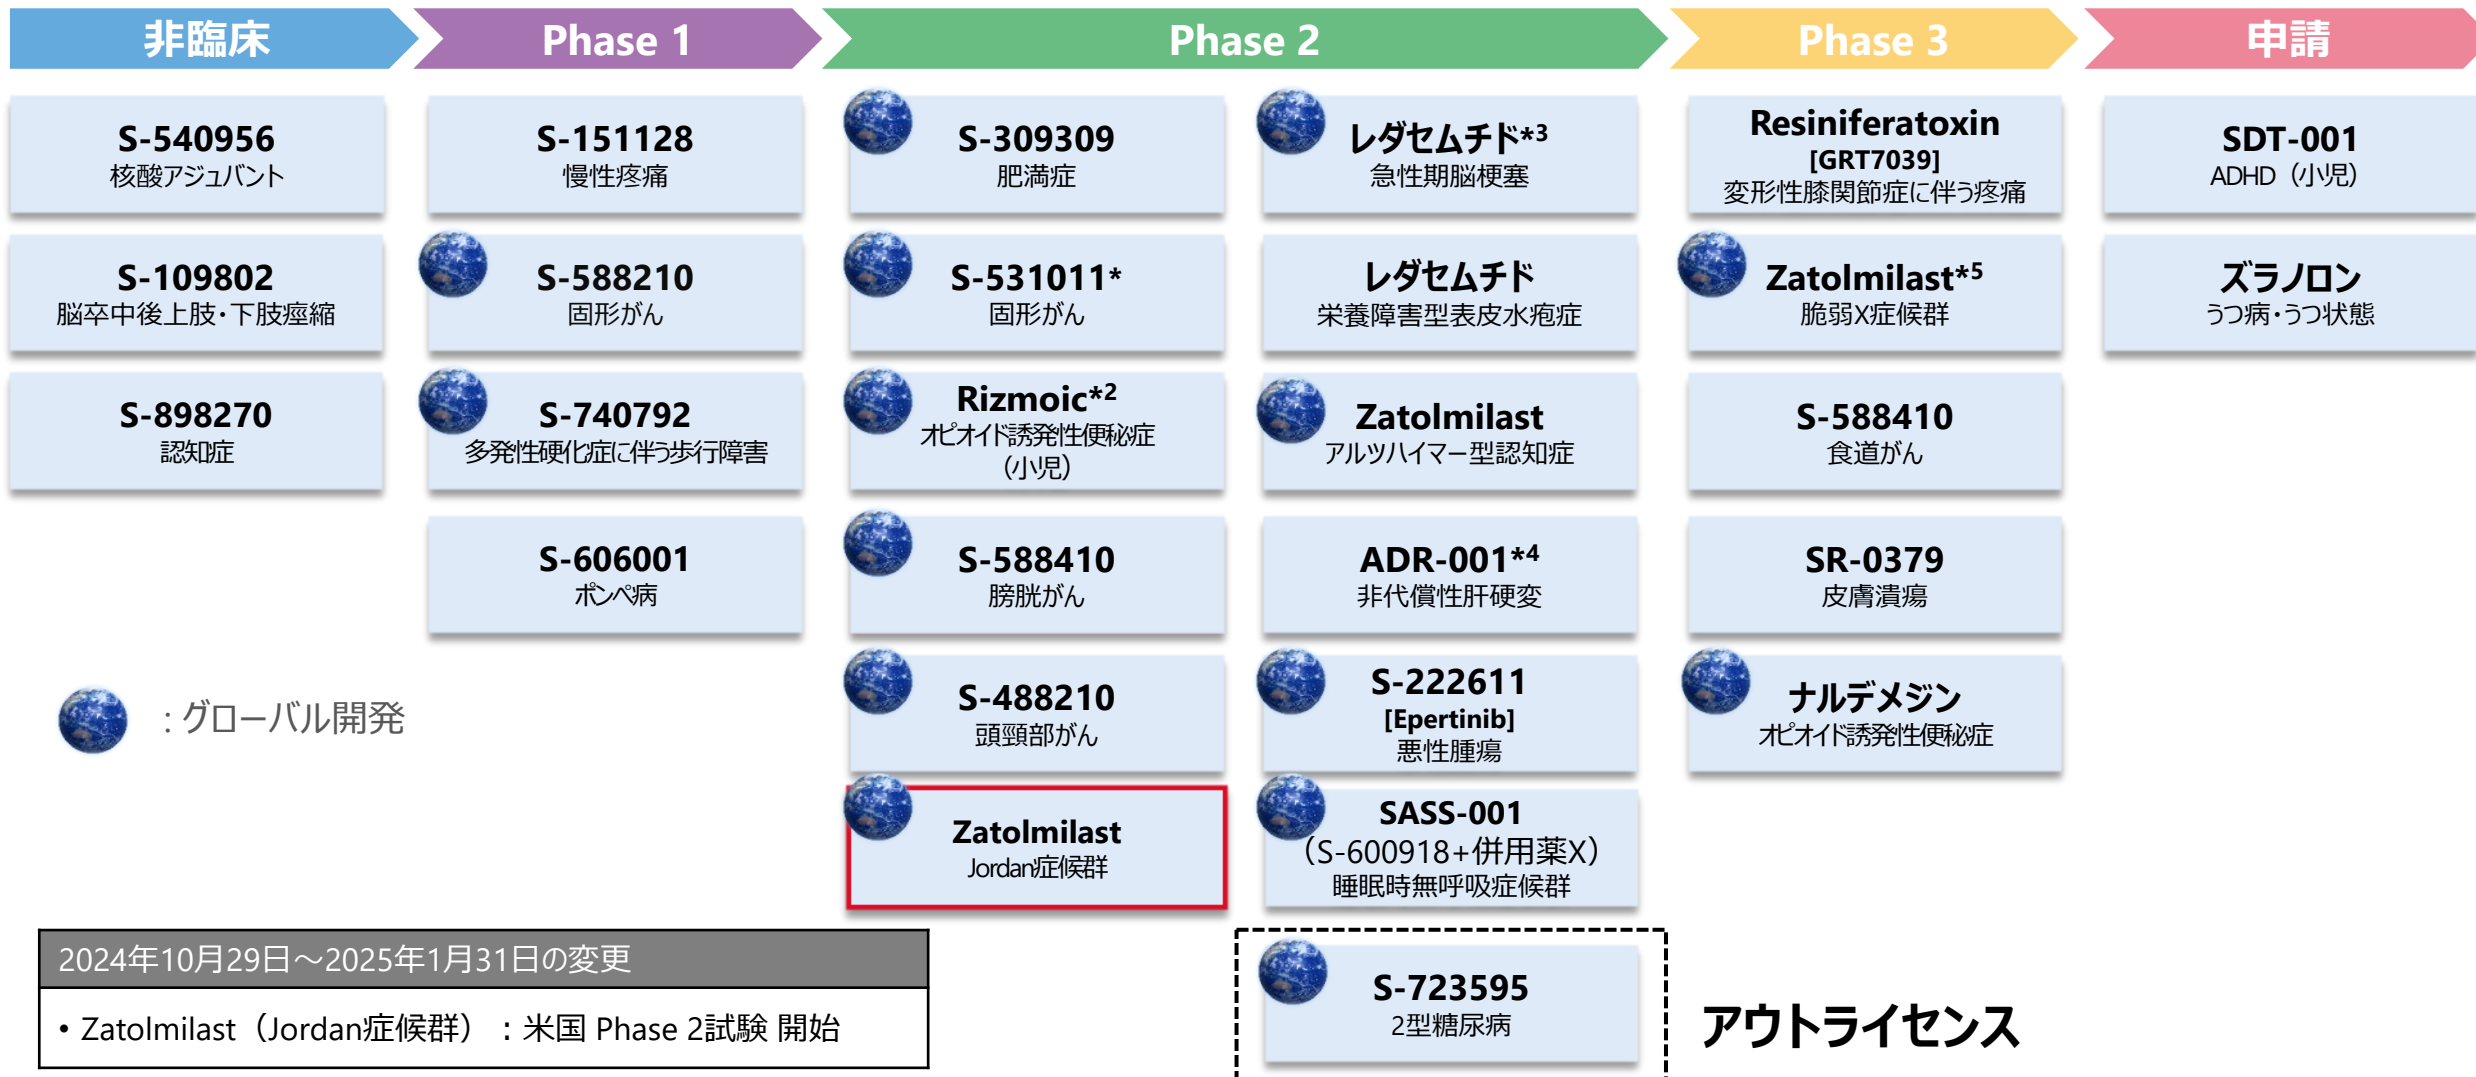 非臨床
Phase 1
Phase 2
Phase 3
申請
S-540956
核酸アジュバント
S-109802
脳卒中後上肢・下肢痙縮
S-898270
認知症
S-151128
慢性疼痛
S-588210
固形がん
S-740792
多発性硬化症に伴う歩行障害
S-606001
ポンペ病
S-309309
肥満症
S-531011*
固形がん
Rizmoic*2
オピオイド誘発性便秘症
（小児）
S-588410
膀胱がん
S-488210
頭頸部がん
Zatolmilast
Jordan症候群
レダセムチド*3
急性期脳梗塞
レダセムチド
栄養障害型表皮水疱症
Zatolmilast
アルツハイマー型認知症
ADR-001*4
非代償性肝硬変
S-222611
[Epertinib]
悪性腫瘍
SASS-001
（S-600918+併用薬X）
睡眠時無呼吸症候群
S-723595
2型糖尿病
アウトライセンス
Resiniferatoxin
[GRT7039]
変形性膝関節症に伴う疼痛
Zatolmilast*5
脆弱X症候群
S-588410
食道がん
SR-0379
皮膚潰瘍
ナルデメジン
オピオイド誘発性便秘症
SDT-001
ADHD（小児）
ズラノロン
うつ病・うつ状態
：グローバル開発
2024年10月29日～2025年1月31日の変更
• Zatolmilast（Jordan症候群）：米国 Phase 2試験 開始